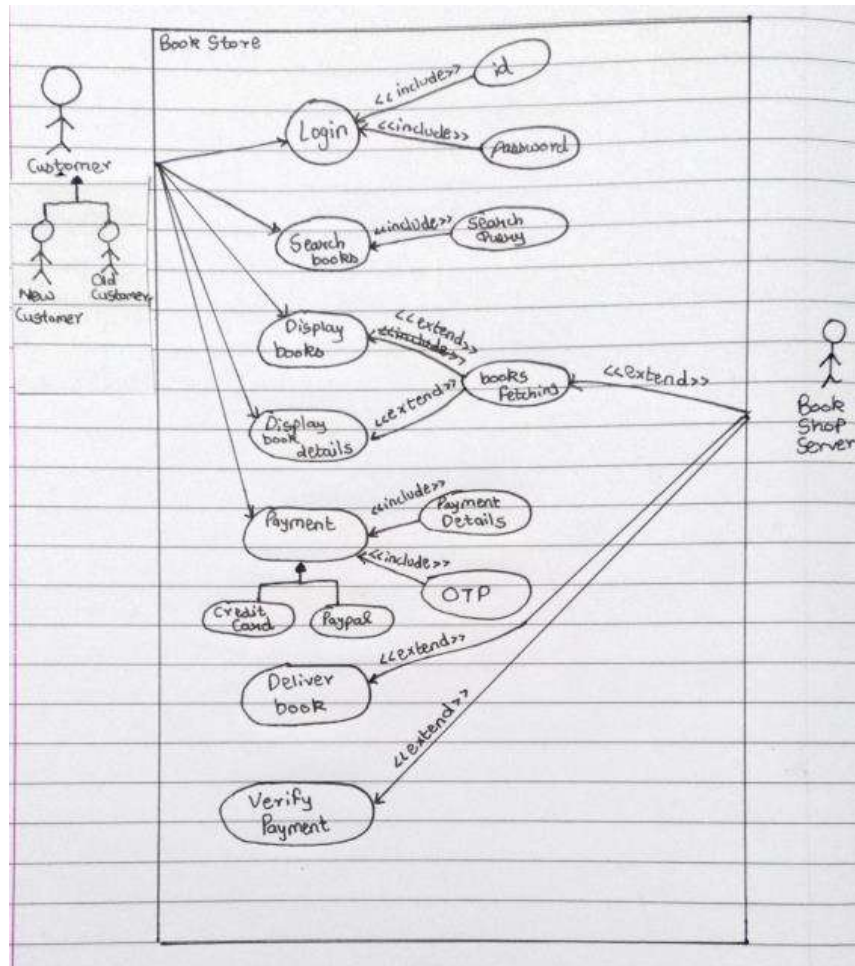 Book Store
<<include>>
id
Login
<<include>>
password
Customer
Search
books
<<include>>
Search
Query
New
Customer
Old
Customer
Display
books
<<extend>>
<<include>>
books
fetching
<<extend>>
Book
Shop
Server
Display
book
details
<<extend>>
Payment
<<include>>
Payment
Details
<<include>>
OTP
Credit
Card
Paypal
<<extend>>
Deliver
book
<<extend>>
Verify
Payment